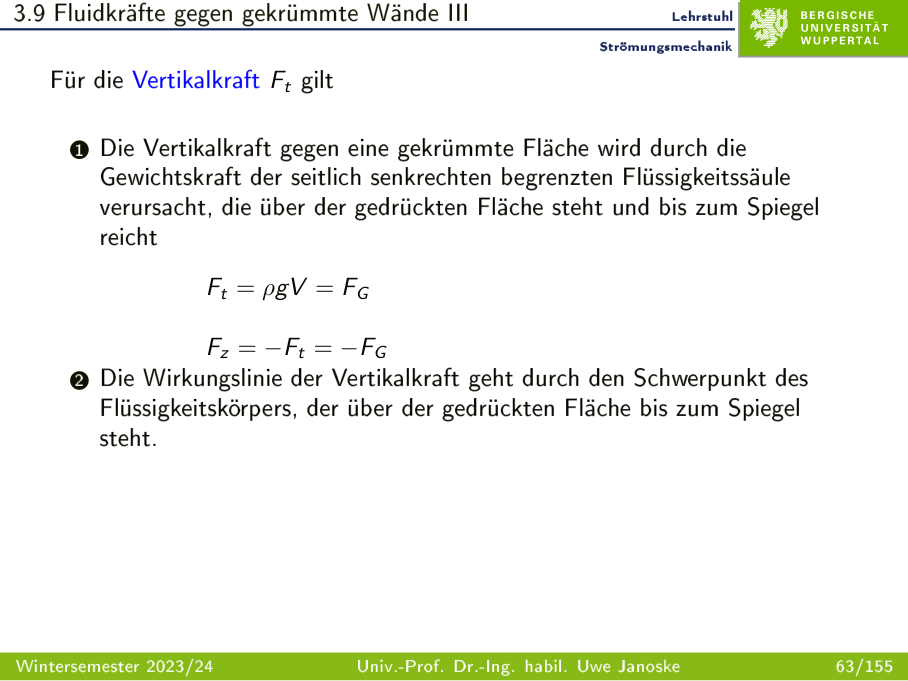 3.9 Fluidkräfte gegen gekrümmte Wände III
Lehrstuhl
Strömungsmechanik
BERGISCHE
UNIVERSITÄT
WUPPERTAL
Für die Vertikalkraft Fₜ gilt
1 Die Vertikalkraft gegen eine gekrümmte Fläche wird durch die
Gewichtskraft der seitlich senkrechten begrenzten Flüssigkeitssäule
verursacht, die über der gedrückten Fläche steht und bis zum Spiegel
reicht
F_t = ρgV = F_G
F_z = −F_t = −F_G
2 Die Wirkungslinie der Vertikalkraft geht durch den Schwerpunkt des
Flüssigkeitskörpers, der über der gedrückten Fläche bis zum Spiegel
steht.
Wintersemester 2023/24 Univ.-Prof. Dr.-Ing. habil. Uwe Janoske 63/155